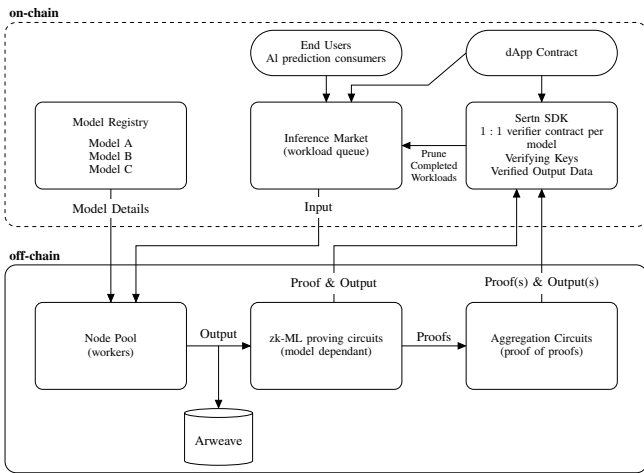 on-chain
End Users
AI prediction consumers
dApp Contract
Model Registry
Model A
Model B
Model C
Inference Market
(workload queue)
Prune
Completed
Workloads
Sertn SDK
1 : 1 verifier contract per
model
Verifying Keys
Verified Output Data
Model Details
Input
off-chain
Proof & Output
Proof(s) & Output(s)
Node Pool
(workers)
Output
zk-ML proving circuits
(model dependant)
Proofs
Aggregation Circuits
(proof of proofs)
Arweave